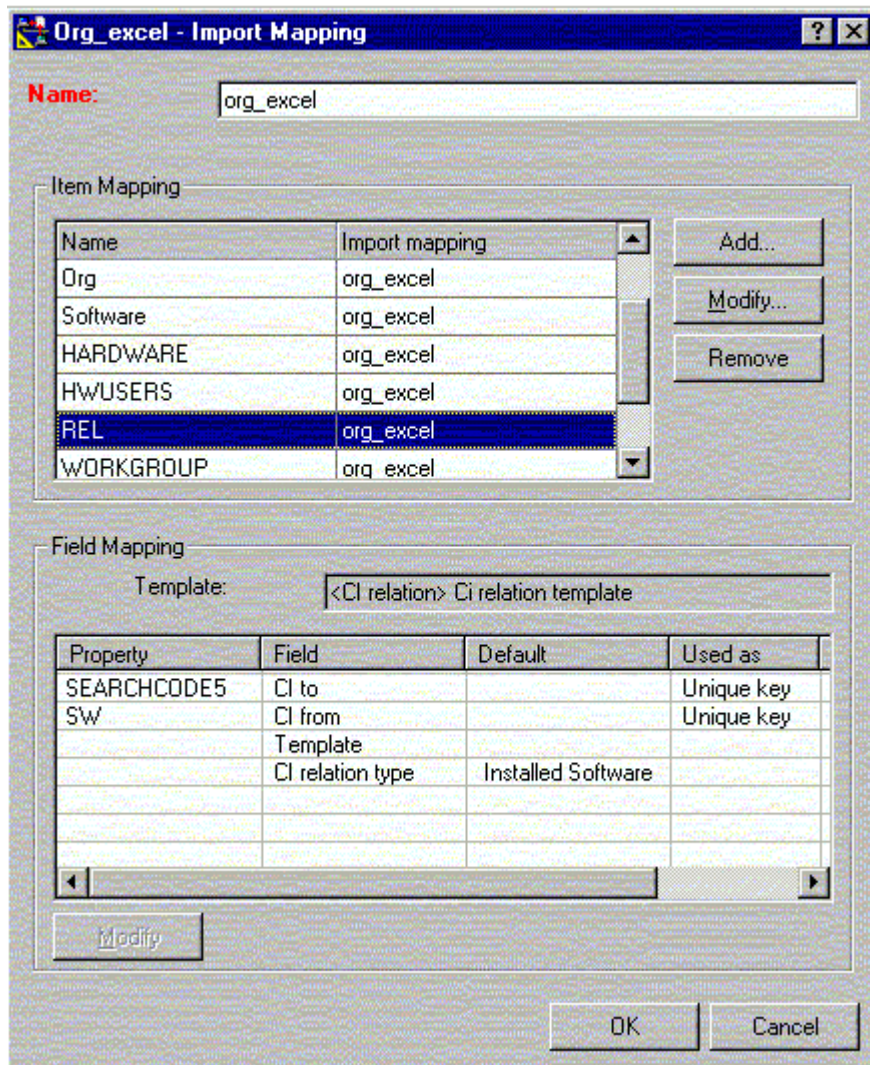 Org_excel - Import Mapping ? X
Name: org_excel
Item Mapping
Name Import mapping Add...
Org org_excel
Software org_excel Modify...
HARDWARE org_excel Remove
HWUSERS org_excel
REL org_excel
WORKGROUP org_excel
Field Mapping
Template: <CI relation> Ci relation template
Property Field Default Used as
SEARCHCODE5 CI to Unique key
SW CI from Unique key
Template
CI relation type Installed Software
Modify
OK Cancel